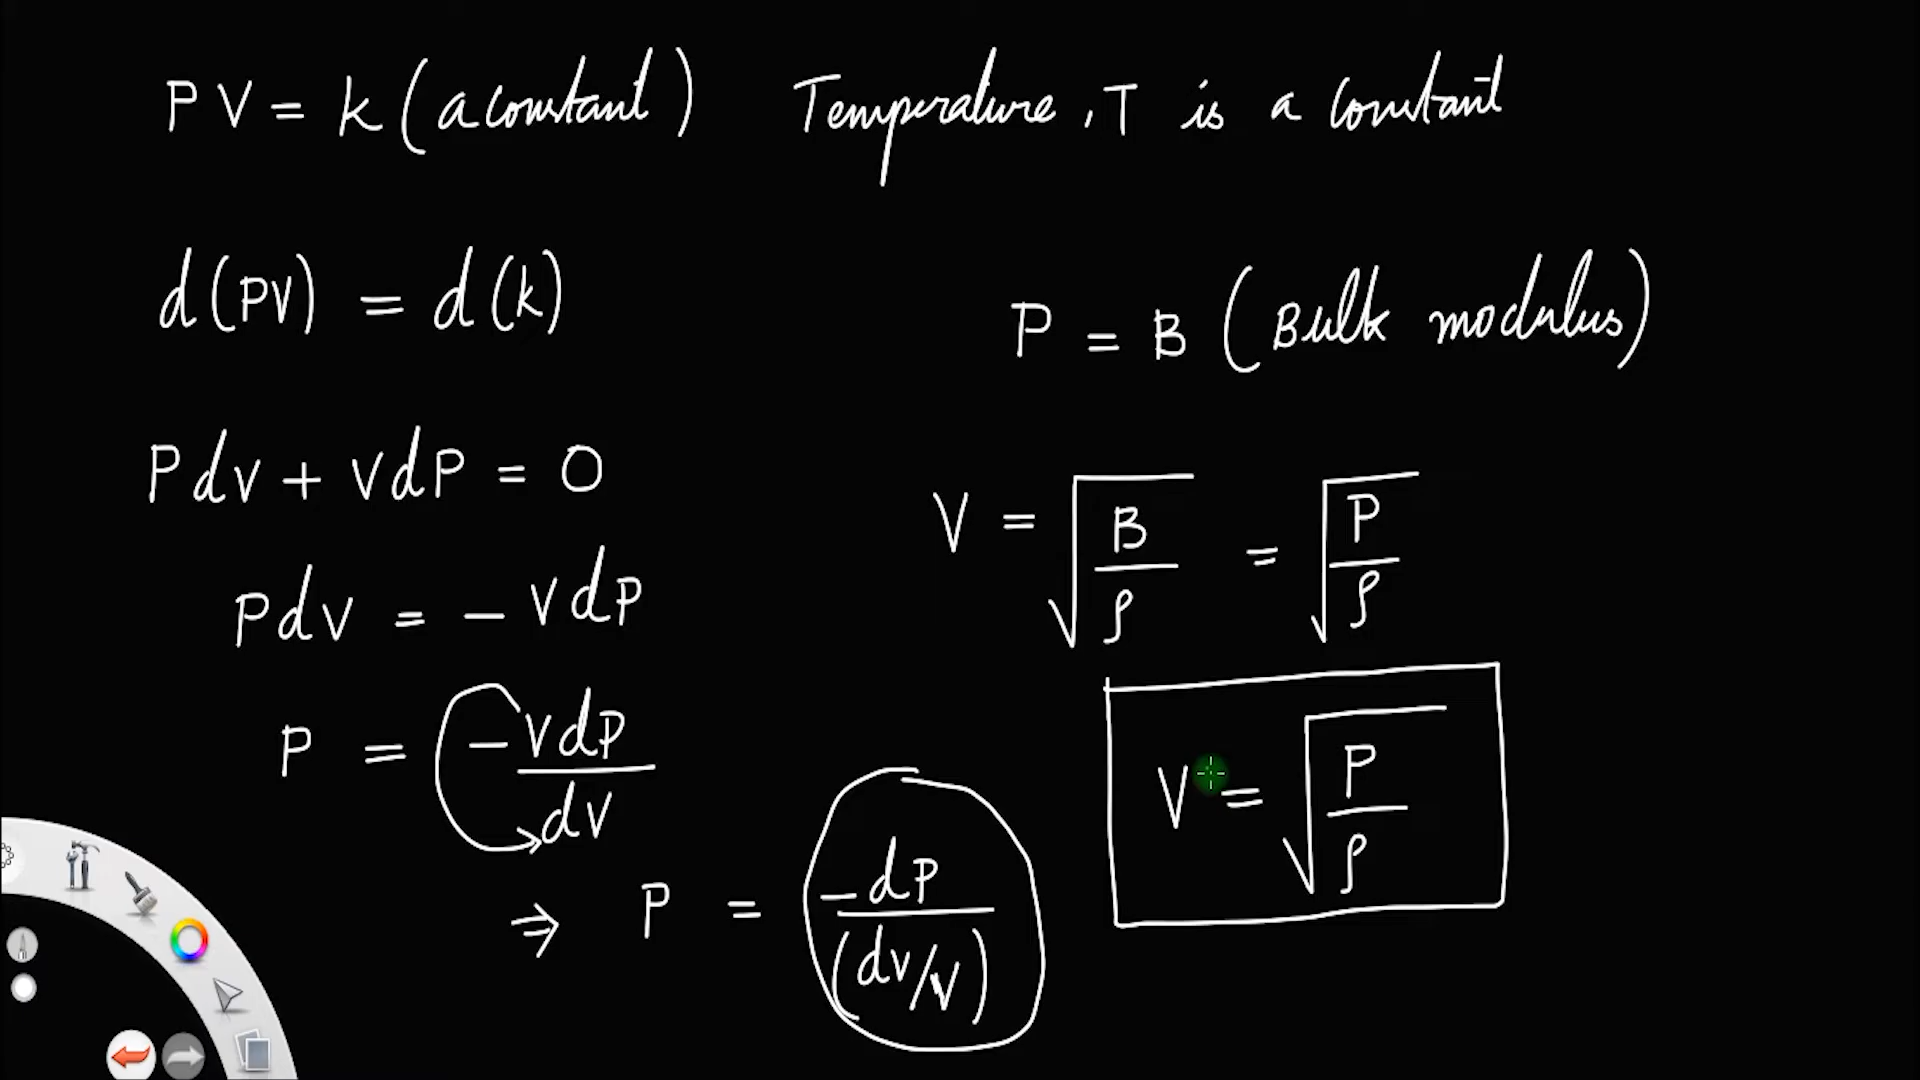 PV = k (a constant) Temperature, T is a constant
d(PV) = d(k)
P = B (Bulk modulus)
Pdv + vdP = 0
V = √(B/ρ) = √(P/ρ)
Pdv = - vdP
P = -vdP/dv
⇒ P = -dP/(dv/v)
V = √(P/ρ)